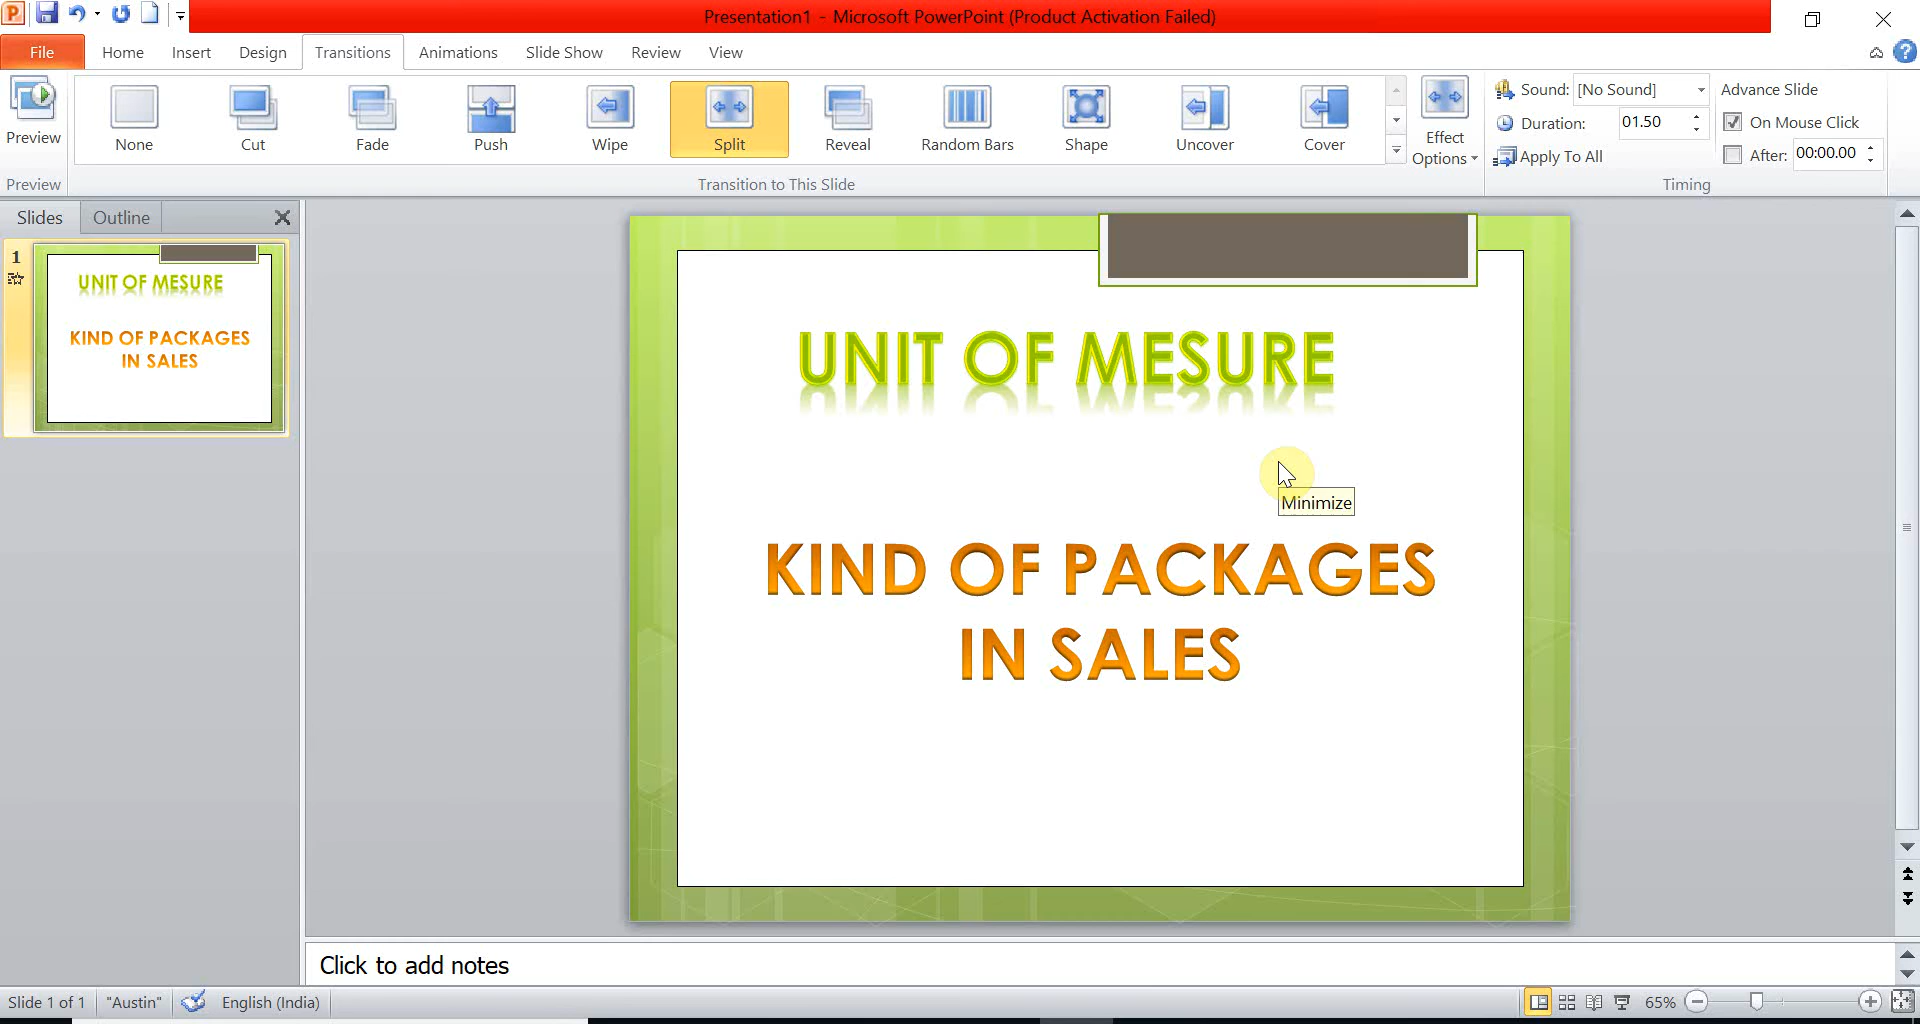 Presentation1 - Microsoft PowerPoint (Product Activation Failed)
File Home Insert Design Transitions Animations Slide Show Review View
Preview
None Cut Fade Push Wipe Split Reveal Random Bars Shape Uncover Cover
Effect
Options
Sound: [No Sound]
Duration: 01.50
Apply To All
Advance Slide
On Mouse Click
After: 00:00.00
Preview Transition to This Slide Timing
Slides Outline
1
UNIT OF MESURE
KIND OF PACKAGES
IN SALES
UNIT OF MESURE
Minimize
KIND OF PACKAGES
IN SALES
Click to add notes
Slide 1 of 1 "Austin" English (India) 65%